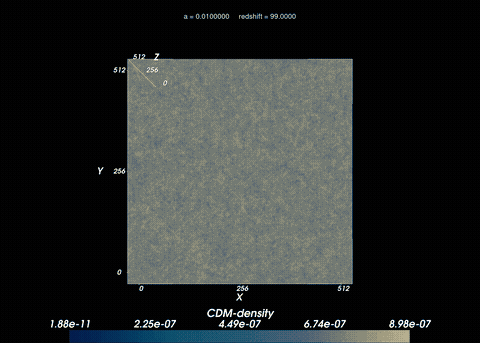 a = 0.0100000 redshift = 99.0000
512 Z
512 256
0
Y 256
0
0 256 512
X
CDM-density
1.88e-11 2.25e-07 4.49e-07 6.74e-07 8.98e-07